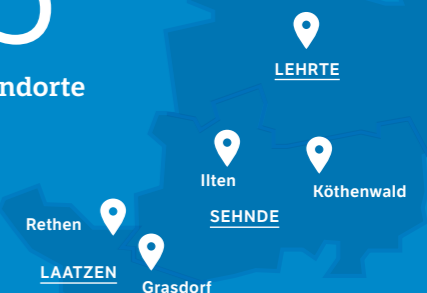 LEHRTE
ndorte
Ilten
Köthenwald
SEHNDE
Rethen
LAATZEN
Grasdorf